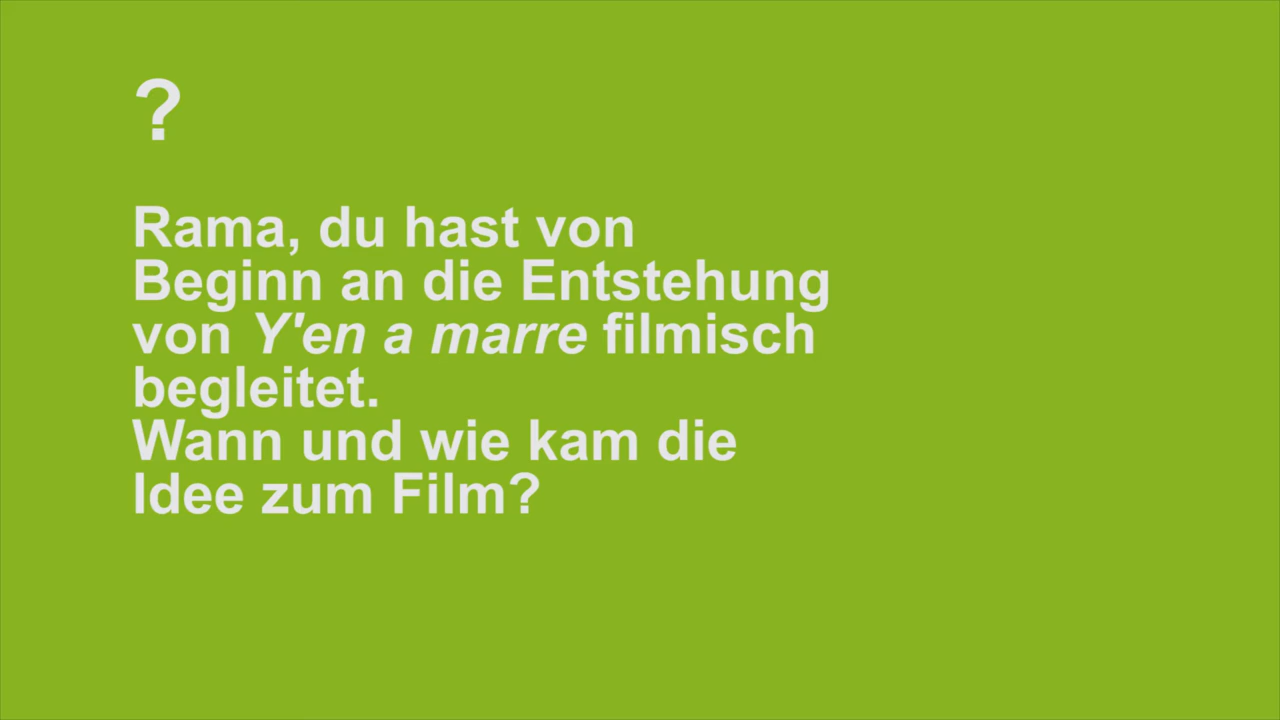 ?
Rama, du hast von
Beginn an die Entstehung
von Y'en a marre filmisch
begleitet.
Wann und wie kam die
Idee zum Film?